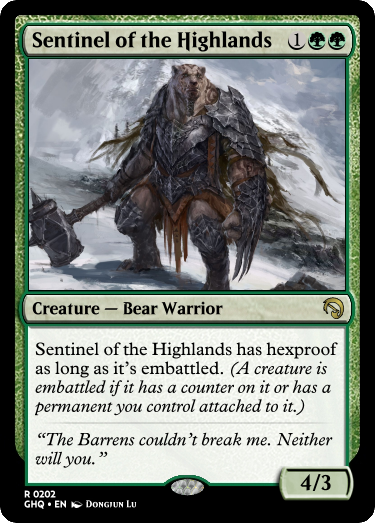 Sentinel of the Highlands 1
Creature — Bear Warrior
Sentinel of the Highlands has hexproof
as long as it's embattled. (A creature is
embattled if it has a counter on it or has a
permanent you control attached to it.)
“The Barrens couldn't break me. Neither
will you.”
4/3
R 0202
GHQ • EN Dongjun Lu